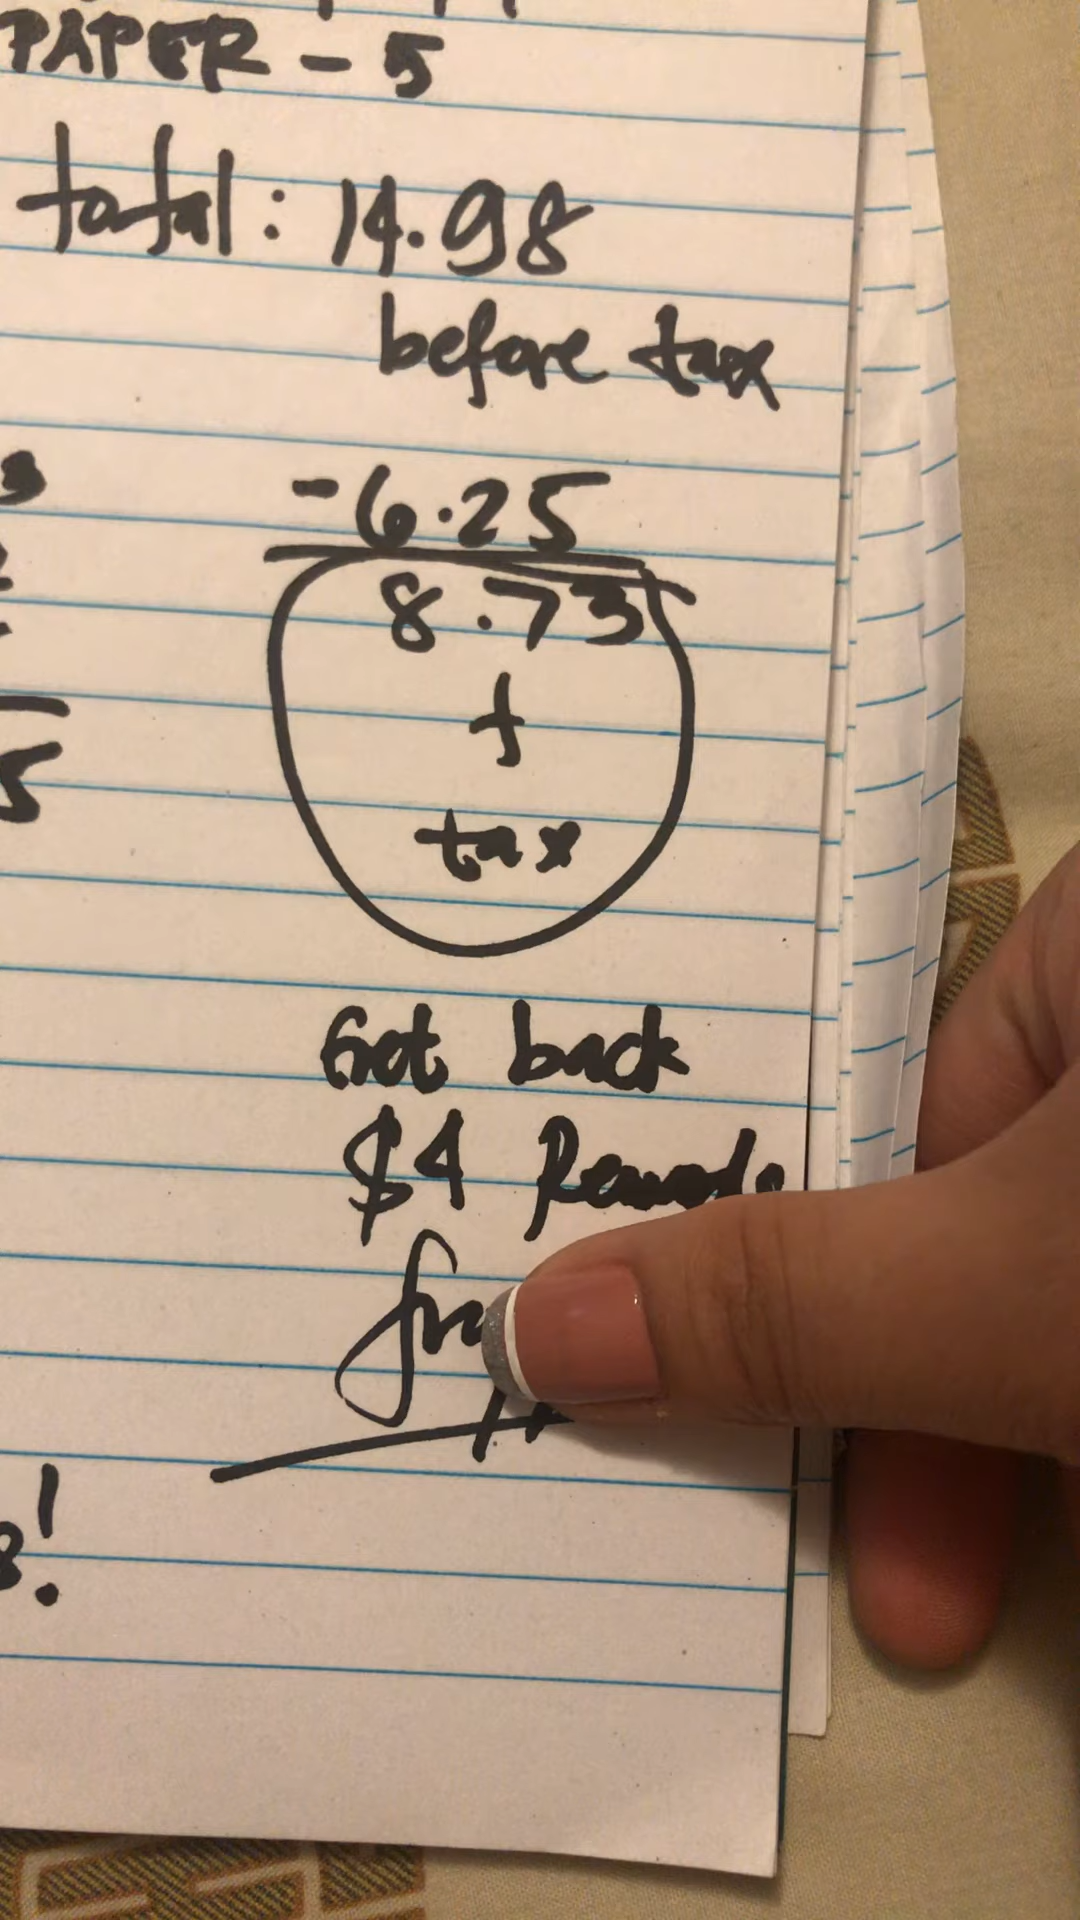 PAPER - 5
total: 14.98
before tax
-6.25
8.73
+
tax
Got back
$4 Rewards